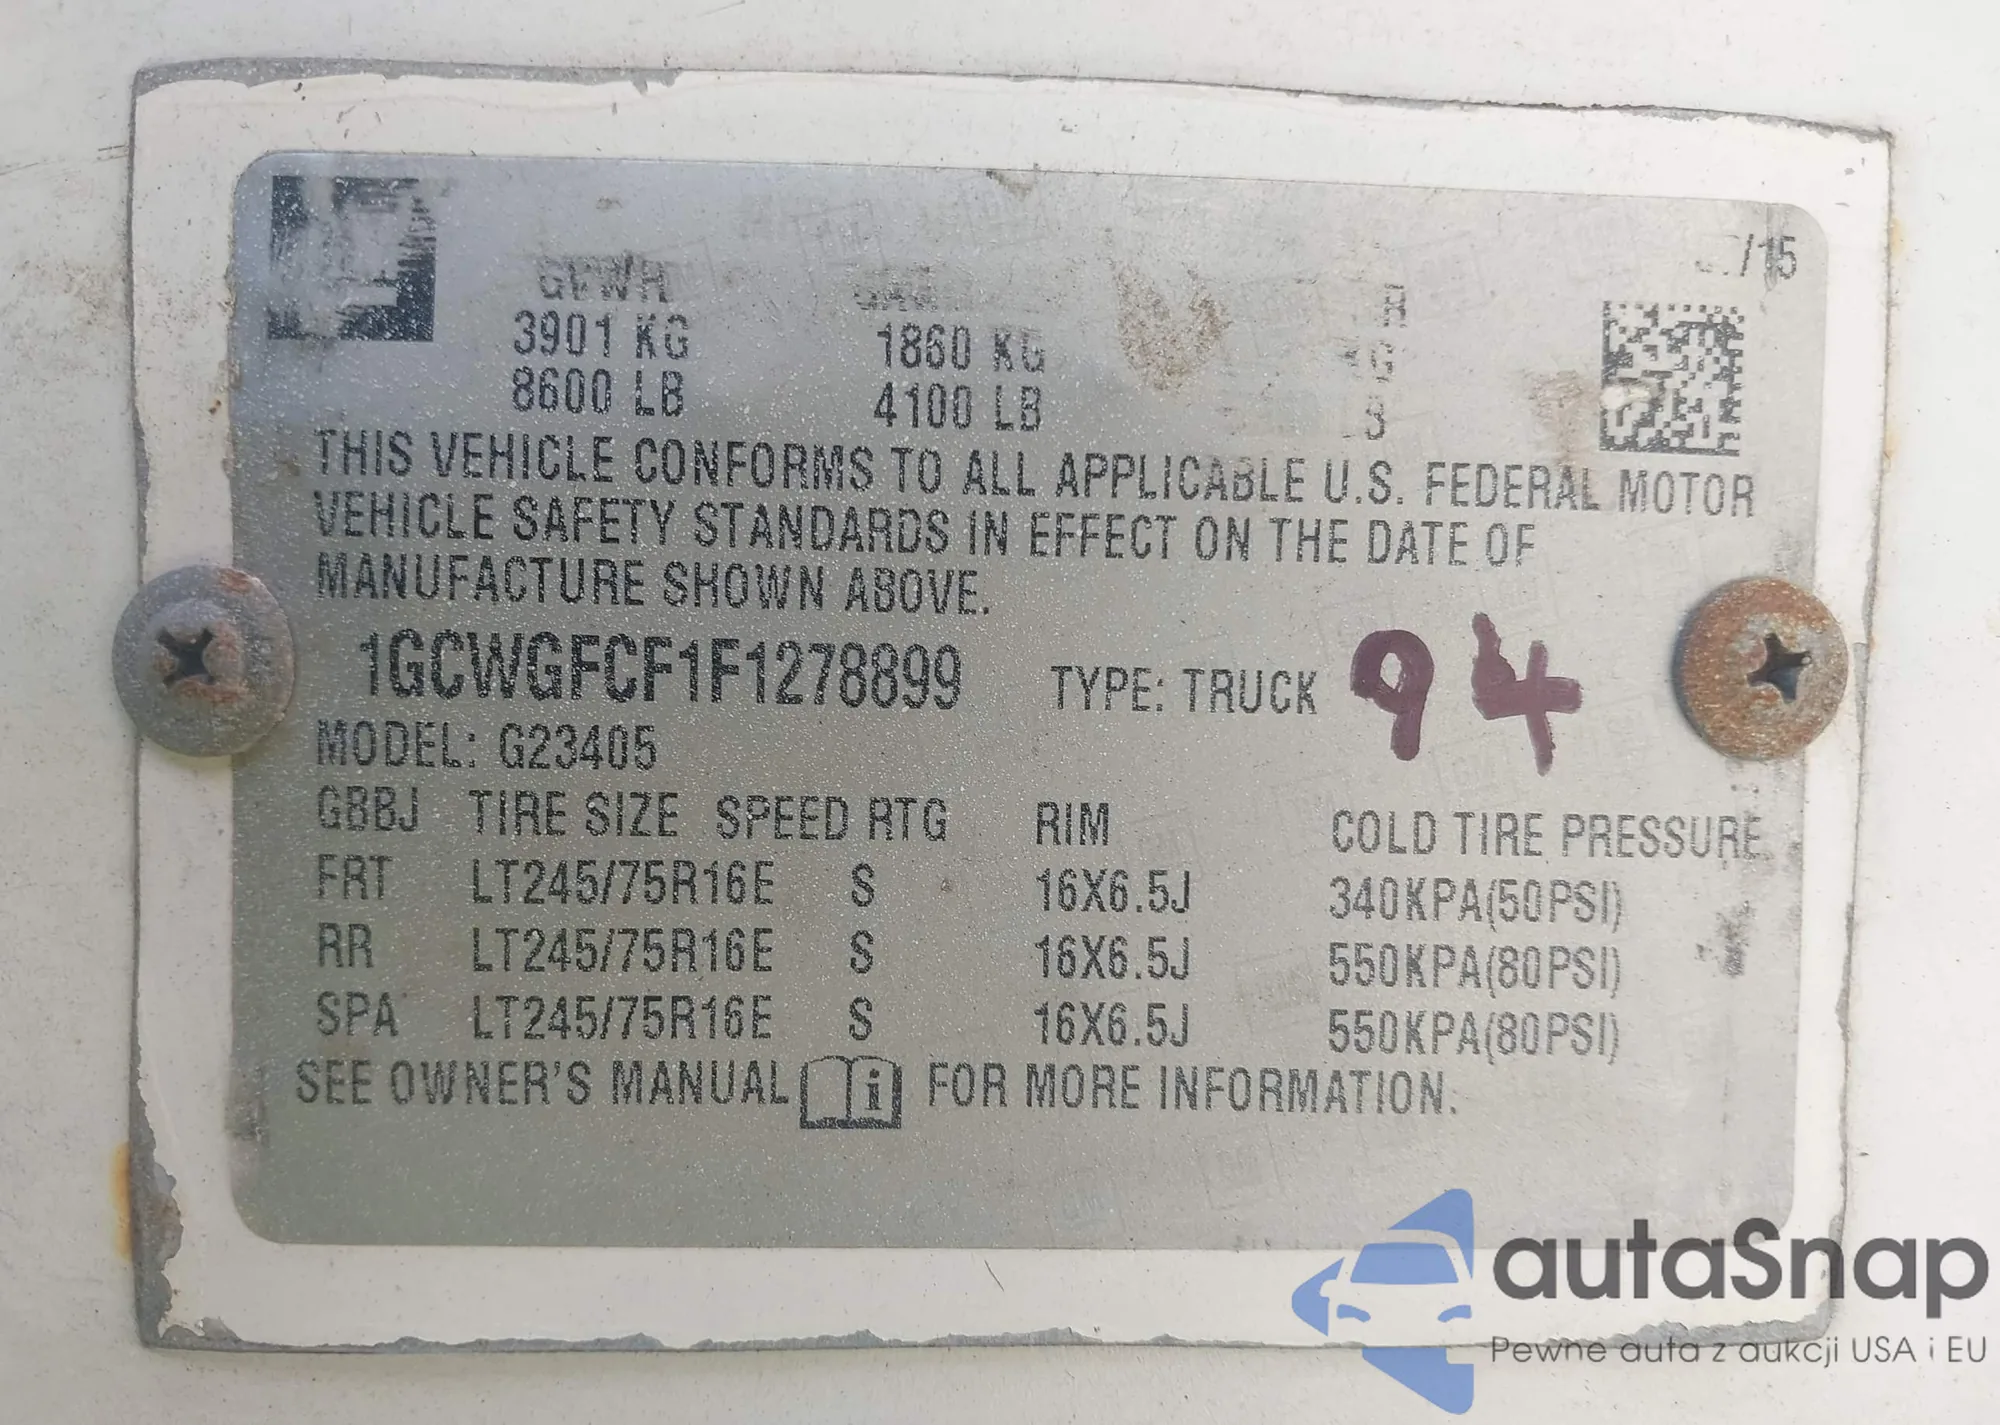 /15
GVWR
3901 KG 1860 KG
8600 LB 4100 LB
THIS VEHICLE CONFORMS TO ALL APPLICABLE U.S. FEDERAL MOTOR
VEHICLE SAFETY STANDARDS IN EFFECT ON THE DATE OF
MANUFACTURE SHOWN ABOVE.
1GCWGFCF1F1278899 TYPE: TRUCK 94
MODEL: G23405
GBBJ TIRE SIZE SPEED RTG RIM COLD TIRE PRESSURE
FRT LT245/75R16E S 16X6.5J 340KPA(50PSI)
RR LT245/75R16E S 16X6.5J 550KPA(80PSI)
SPA LT245/75R16E S 16X6.5J 550KPA(80PSI)
SEE OWNER'S MANUAL i FOR MORE INFORMATION.
autaSnap
Pewne auta z aukcji USA i EU